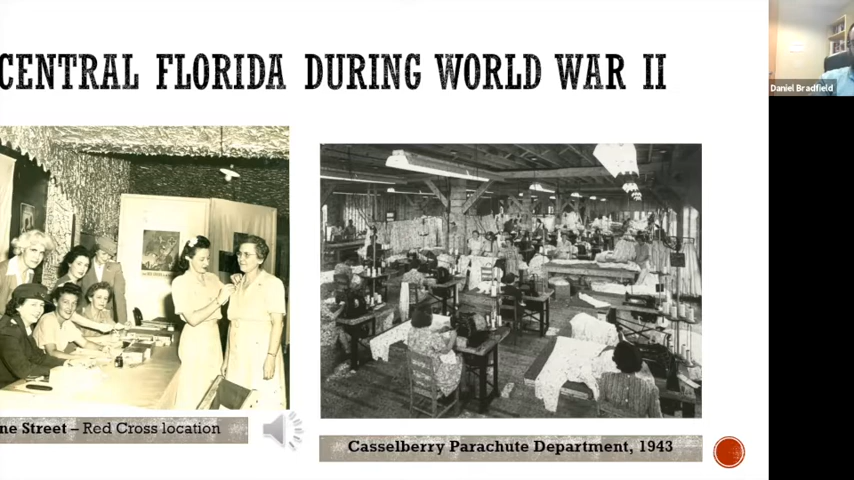 CENTRAL FLORIDA DURING WORLD WAR II
Daniel Bradfield
ne Street – Red Cross location
Casselberry Parachute Department, 1943